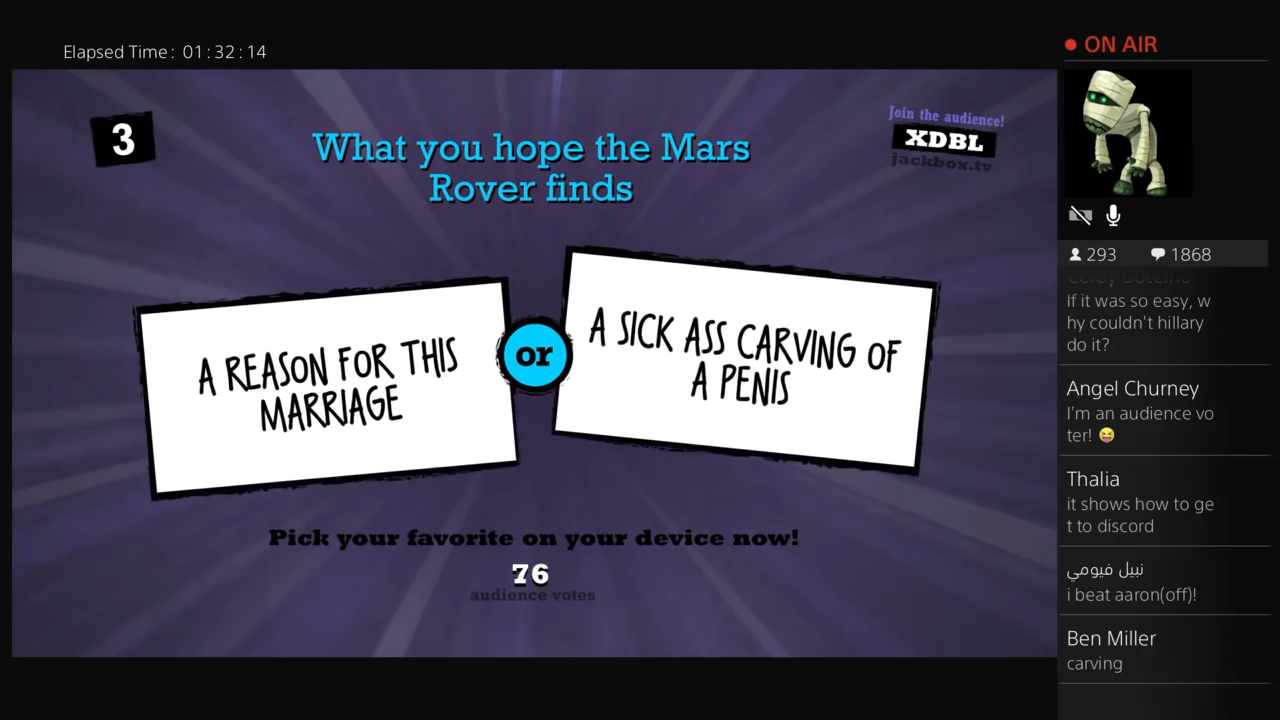 Elapsed Time: 01:32:14
ON AIR
3
What you hope the Mars
Rover finds
Join the audience!
XDBL
jackbox.tv
A REASON FOR THIS
MARRIAGE
or
A SICK ASS CARVING OF
A PENIS
Pick your favorite on your device now!
76
audience votes
293
1868
If it was so easy, w
hy couldn't hillary
do it?
Angel Churney
I'm an audience vo
ter! 😝
Thalia
it shows how to ge
t to discord
نبيل فيومي
i beat aaron(off)!
Ben Miller
carving